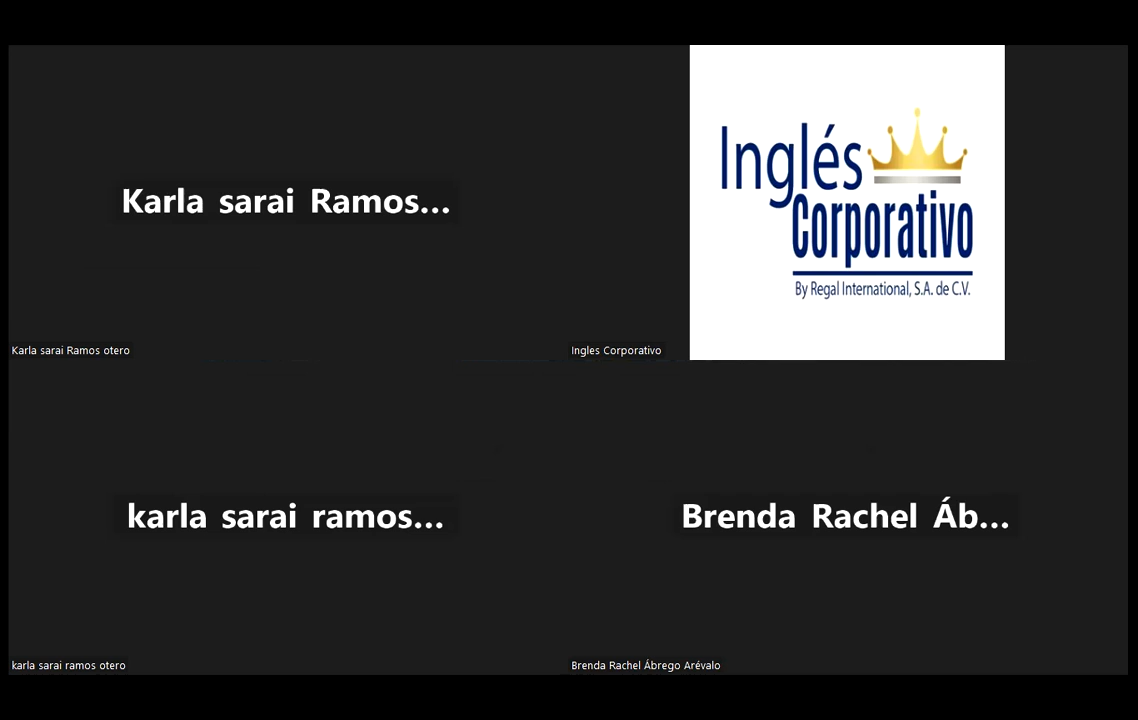 Karla sarai Ramos...
Karla sarai Ramos otero
Inglés
Corporativo
By Regal International, S.A. de C.V.
Ingles Corporativo
karla sarai ramos...
karla sarai ramos otero
Brenda Rachel Áb...
Brenda Rachel Ábrego Arévalo